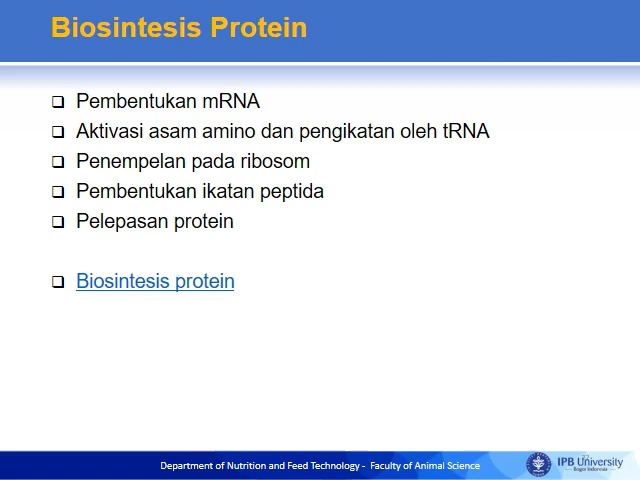 Biosintesis Protein
Pembentukan mRNA
Aktivasi asam amino dan pengikatan oleh tRNA
Penempelan pada ribosom
Pembentukan ikatan peptida
Pelepasan protein
Biosintesis protein
Department of Nutrition and Feed Technology - Faculty of Animal Science
IPB University
Bogor Indonesia